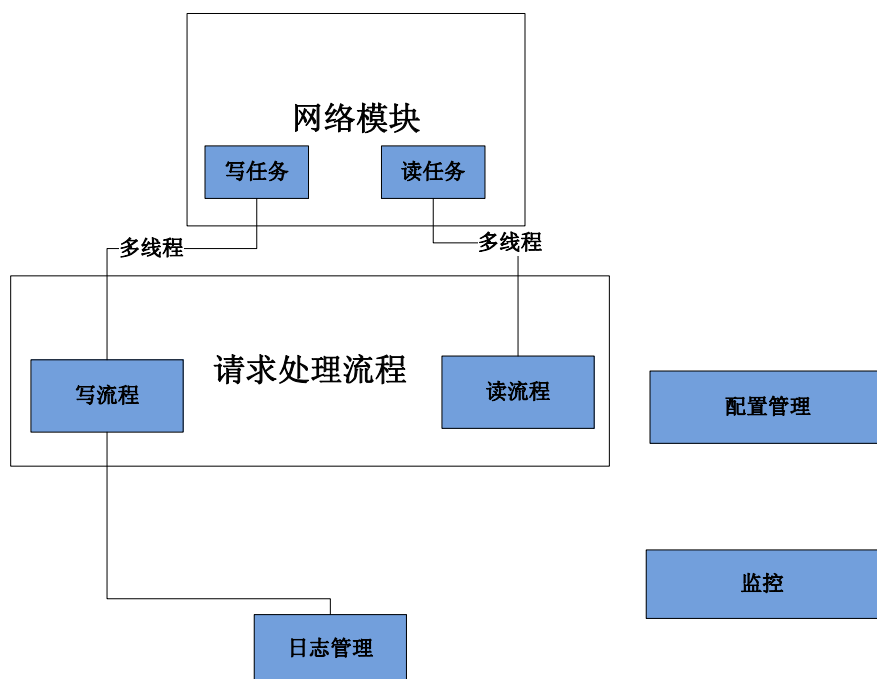 网络模块
写任务
读任务
多线程
多线程
请求处理流程
写流程
读流程
配置管理
监控
日志管理